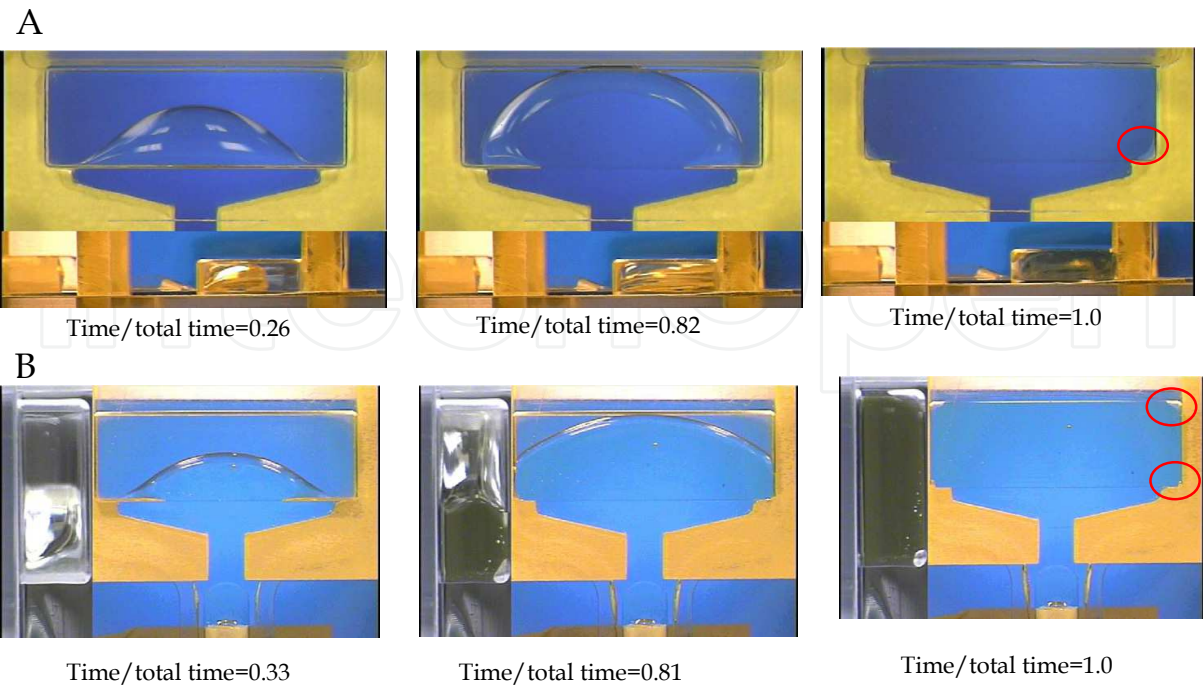 A
Time/total time=0.26
Time/total time=0.82
Time/total time=1.0
B
Time/total time=0.33
Time/total time=0.81
Time/total time=1.0
intechopen